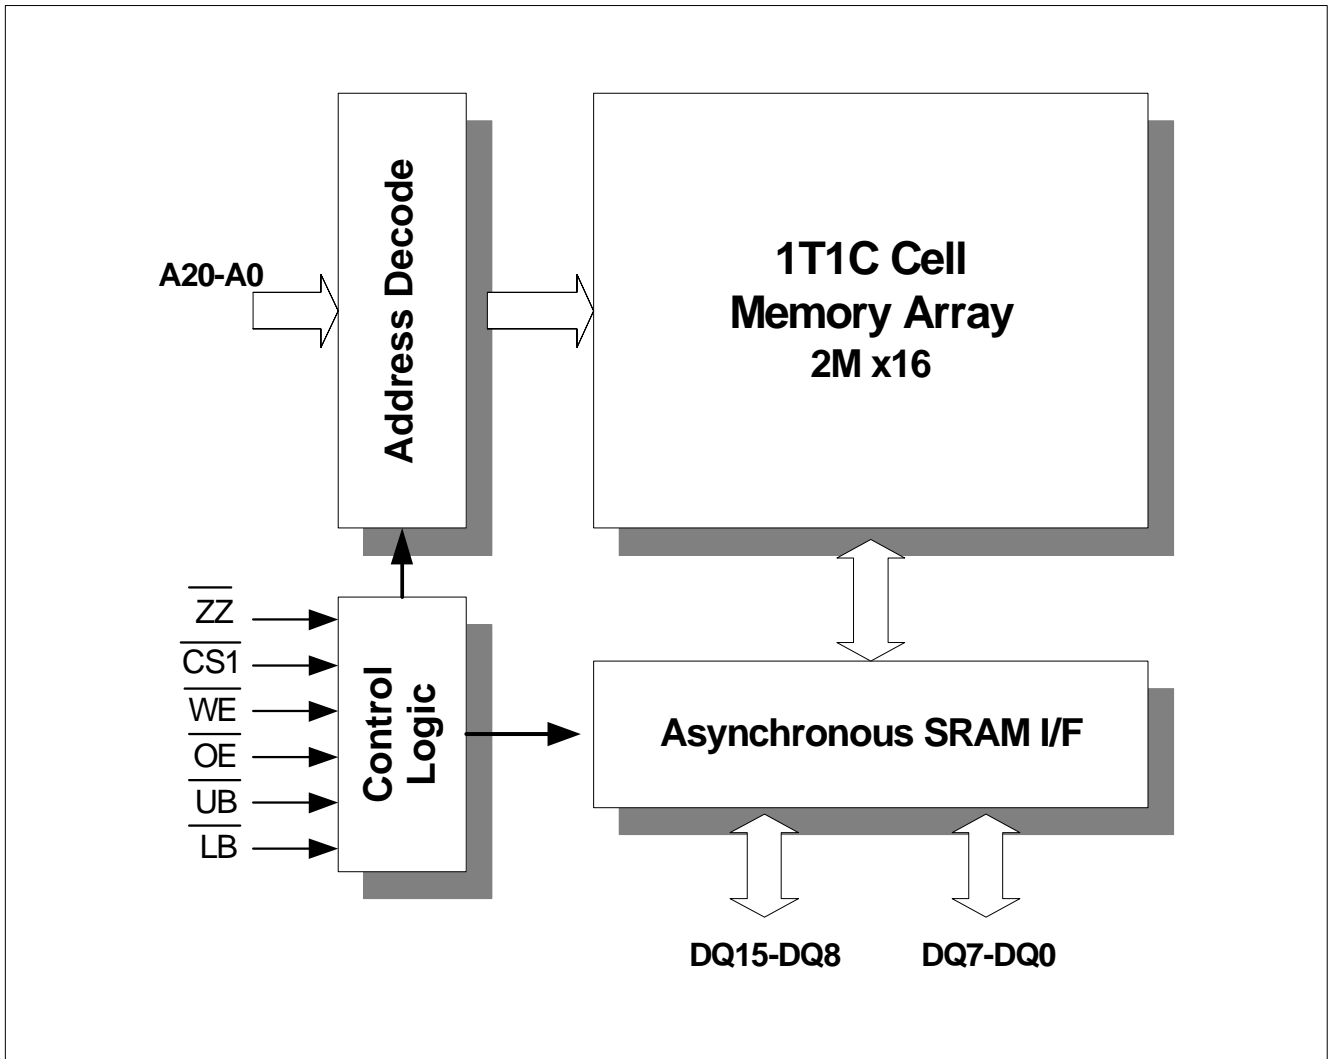 A20-A0
Address Decode
1T1C Cell
Memory Array
2M x16
ZZ
CS1
WE
OE
UB
LB
Control
Logic
Asynchronous SRAM I/F
DQ15-DQ8
DQ7-DQ0